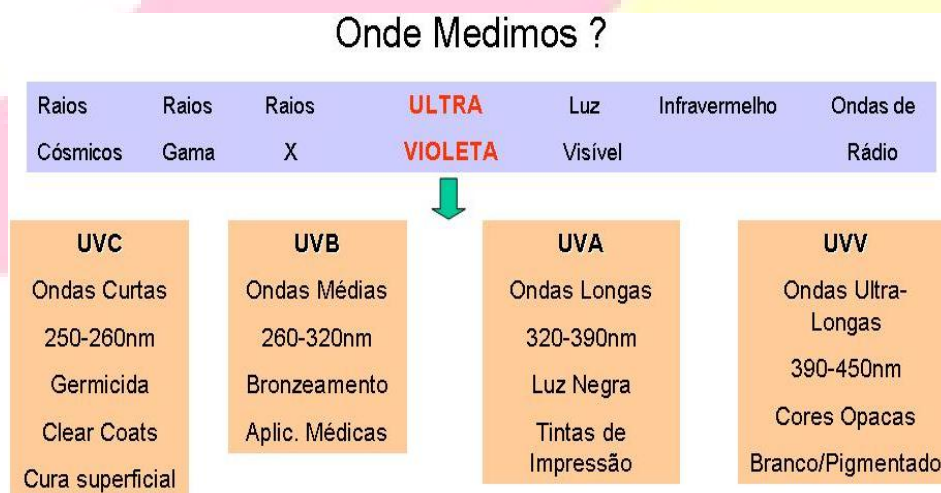 Onde Medimos ?
Raios Raios Raios ULTRA Luz Infravermelho Ondas de
Cósmicos Gama X VIOLETA Visível Rádio
UVC
Ondas Curtas
250-260nm
Germicida
Clear Coats
Cura superficial
UVB
Ondas Médias
260-320nm
Bronzeamento
Aplic. Médicas
UVA
Ondas Longas
320-390nm
Luz Negra
Tintas de
Impressão
UVV
Ondas Ultra-
Longas
390-450nm
Cores Opacas
Branco/Pigmentado